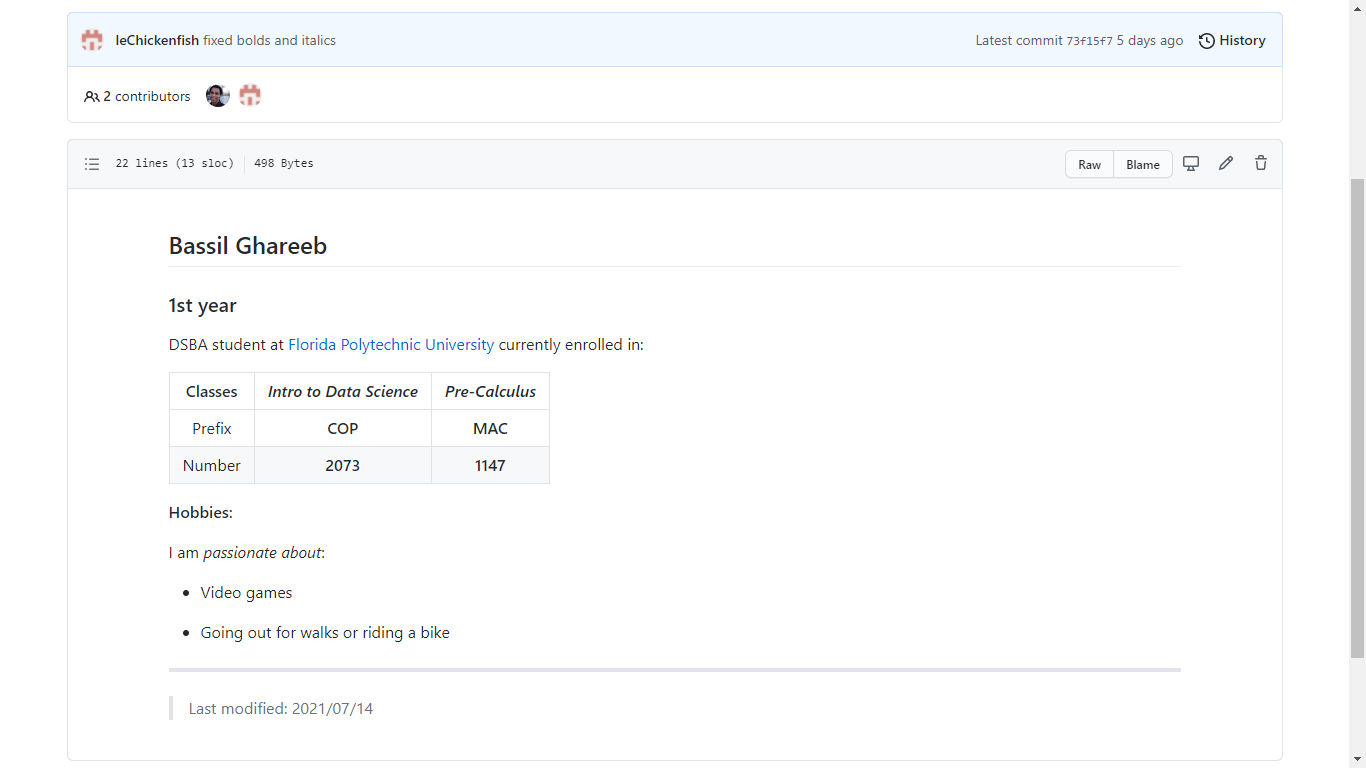 leChickenfish fixed bolds and italics Latest commit 73f15f7 5 days ago History
2 contributors
22 lines (13 sloc) 498 Bytes Raw Blame
Bassil Ghareeb
1st year
DSBA student at Florida Polytechnic University currently enrolled in:
Classes Intro to Data Science Pre-Calculus
Prefix COP MAC
Number 2073 1147
Hobbies:
I am passionate about:
• Video games
• Going out for walks or riding a bike
Last modified: 2021/07/14